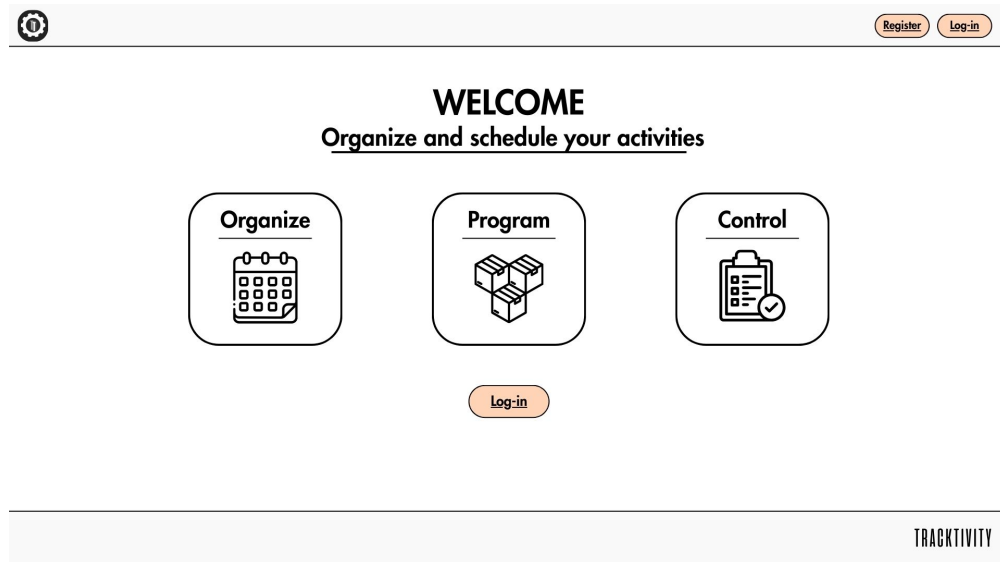 Register Log-in
WELCOME
Organize and schedule your activities
Organize
Program
Control
Log-in
TRACKTIVITY